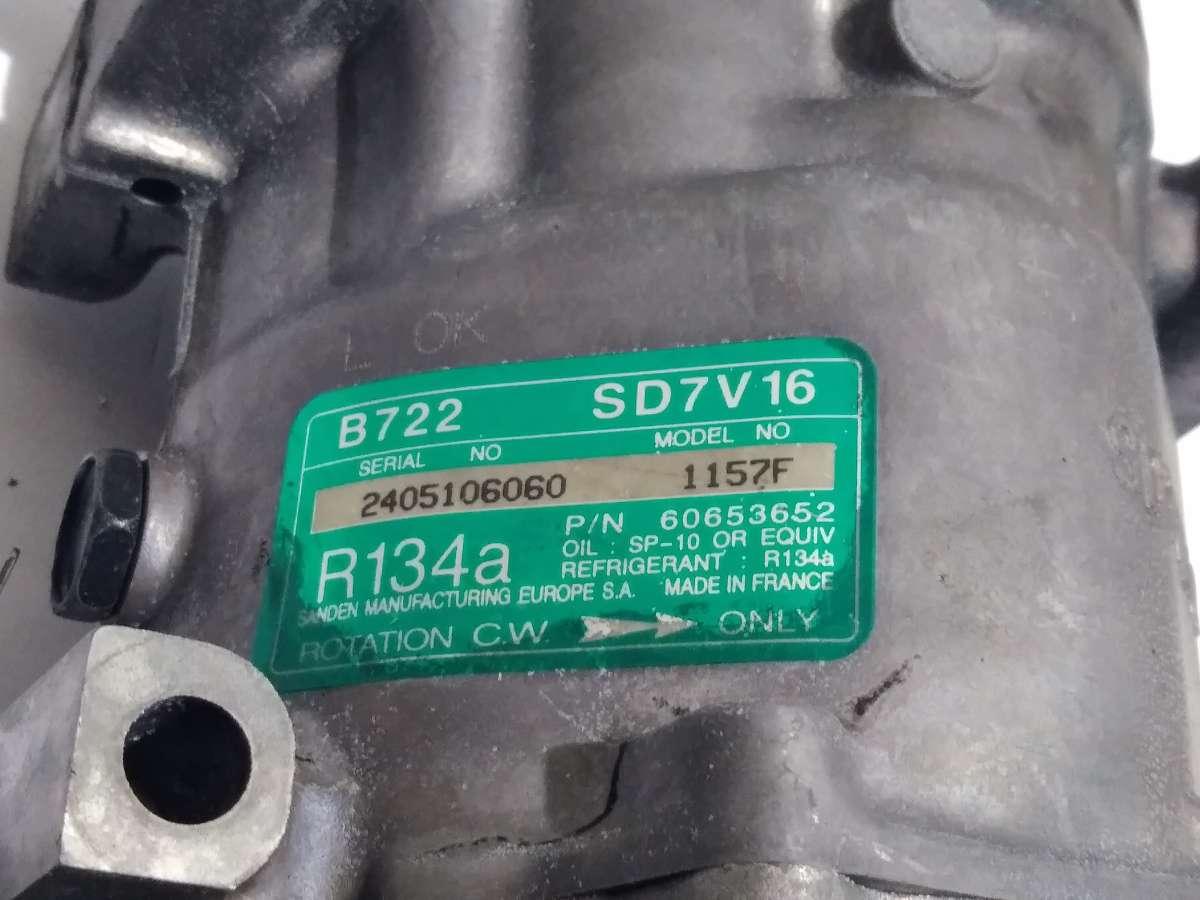 L OK
B722 SD7V16
SERIAL NO MODEL NO
2405106060 1157F
P/N 60653652
OIL : SP-10 OR EQUIV
R134a REFRIGERANT : R134a
SANDEN MANUFACTURING EUROPE S.A. MADE IN FRANCE
ROTATION C.W. ONLY